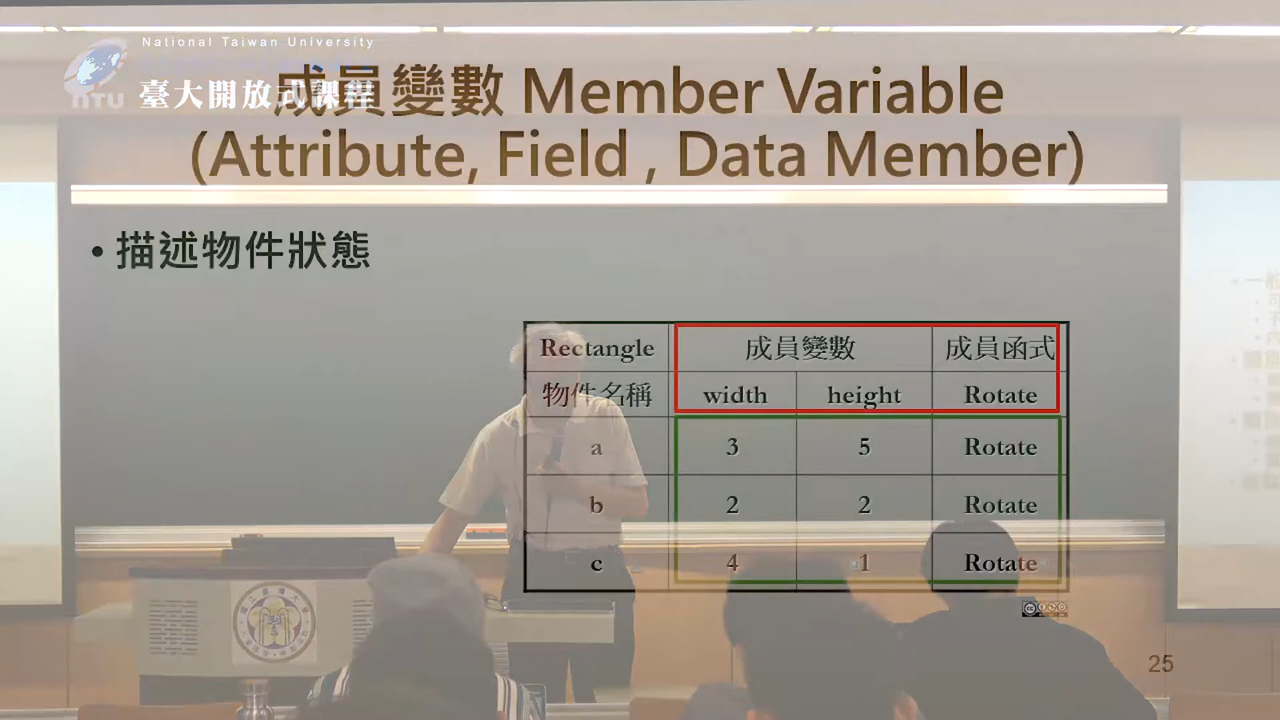 National Taiwan University
NTU 臺大開放式課程
成員變數 Member Variable
(Attribute, Field , Data Member)
• 描述物件狀態
Rectangle 成員變數 成員函式
物件名稱 width height Rotate
a 3 5 Rotate
b 2 2 Rotate
c 4 1 Rotate
25